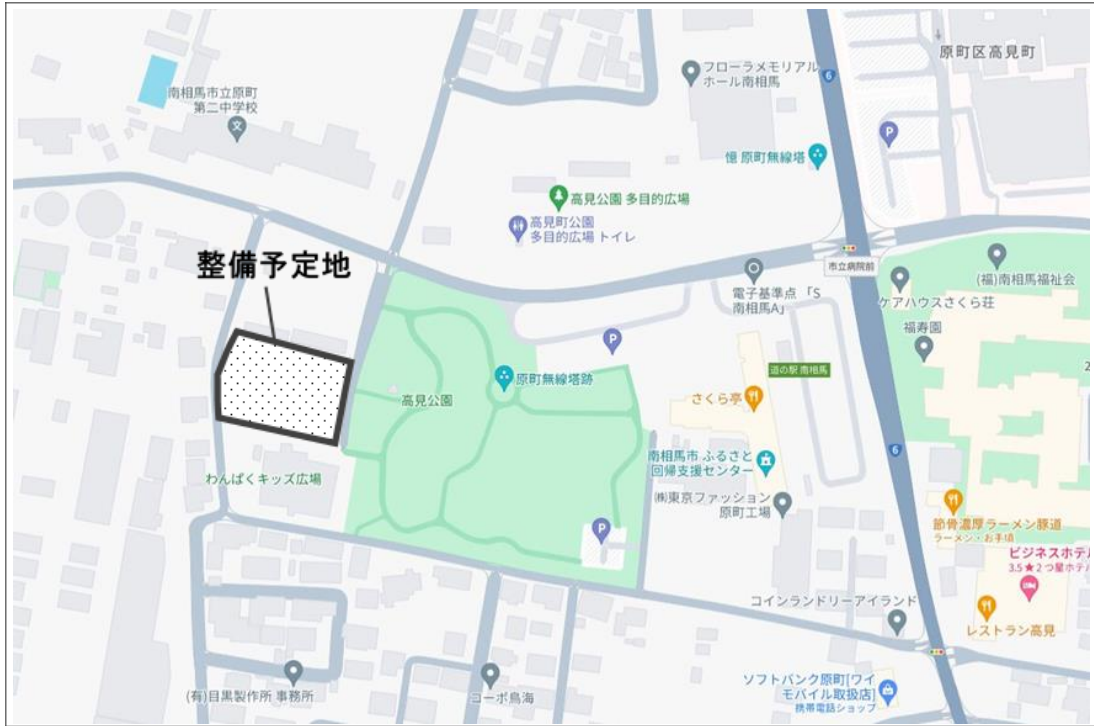 原町区高見町
フローラメモリアル
ホール南相馬
6
南相馬市立原町
第二中学校
文
P
憶 原町無線塔
高見公園 多目的広場
高見町公園
多目的広場 トイレ
整備予定地
市立病院前
(福)南相馬福祉会
電子基準点 「S
南相馬A」
ケアハウスさくら荘
福寿園
P
道の駅 南相馬
2
原町無線塔跡
高見公園
さくら亭
6
南相馬市 ふるさと
回帰支援センター
わんぱくキッズ広場
㈱東京ファッション
原町工場
節骨濃厚ラーメン豚道
ラーメン・お手頃
P
ビジネスホテル
3.5★2つ星ホテル
コインランドリーアイランド
レストラン高見
(有)目黒製作所 事務所
コーポ鳥海
ソフトバンク原町[ワイ
モバイル取扱店]
携帯電話ショップ